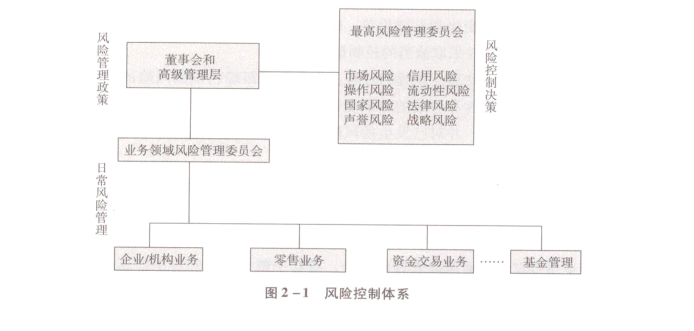 风险管理政策
董事会和
高级管理层
最高风险管理委员会
市场风险 信用风险
操作风险 流动性风险
国家风险 法律风险
声誉风险 战略风险
风险控制决策
业务领域风险管理委员会
日常风险管理
企业/机构业务 零售业务 资金交易业务 …… 基金管理
图2-1 风险控制体系